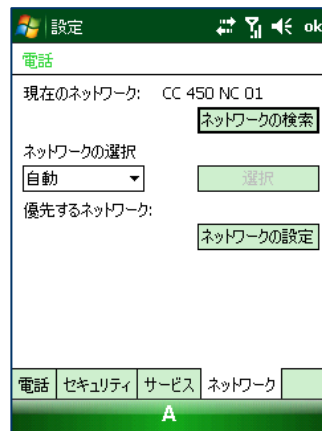 設定 ok
電話
現在のネットワーク: CC 450 NC 01
ネットワークの検索
ネットワークの選択
自動 選択
優先するネットワーク:
ネットワークの設定
電話 セキュリティ サービス ネットワーク
A